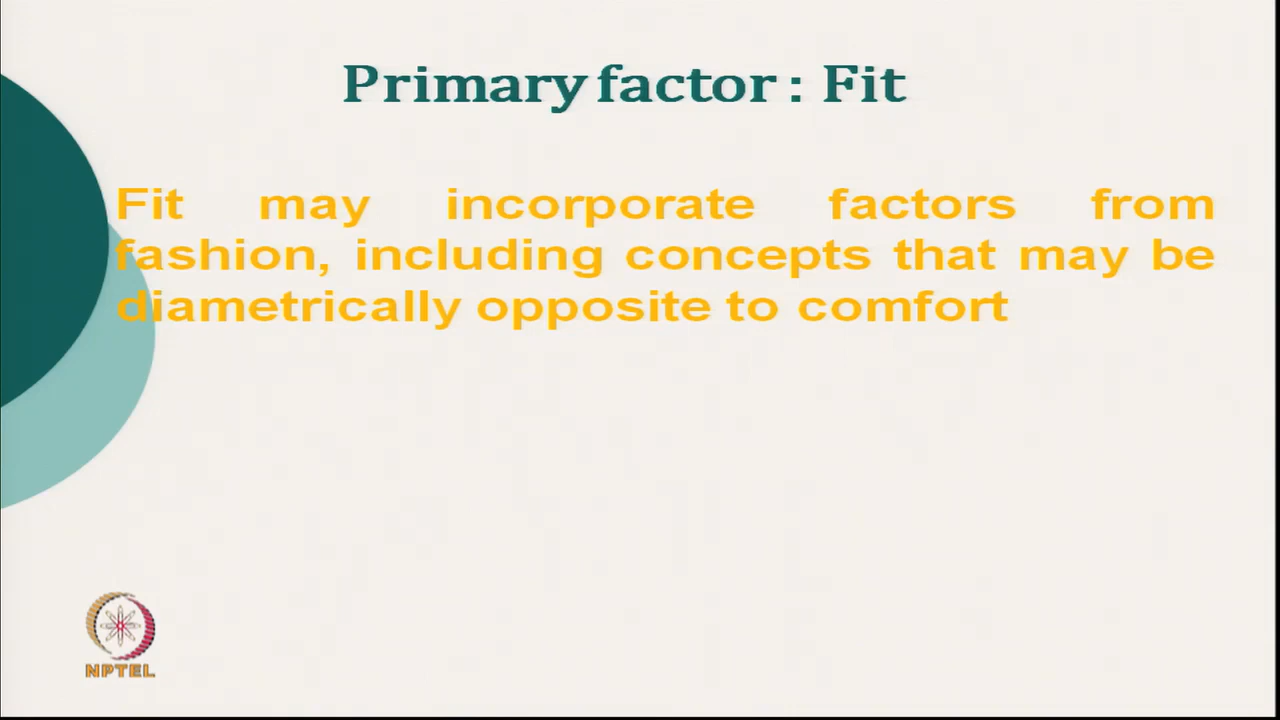 Primary factor : Fit
Fit may incorporate factors from
fashion, including concepts that may be
diametrically opposite to comfort
NPTEL